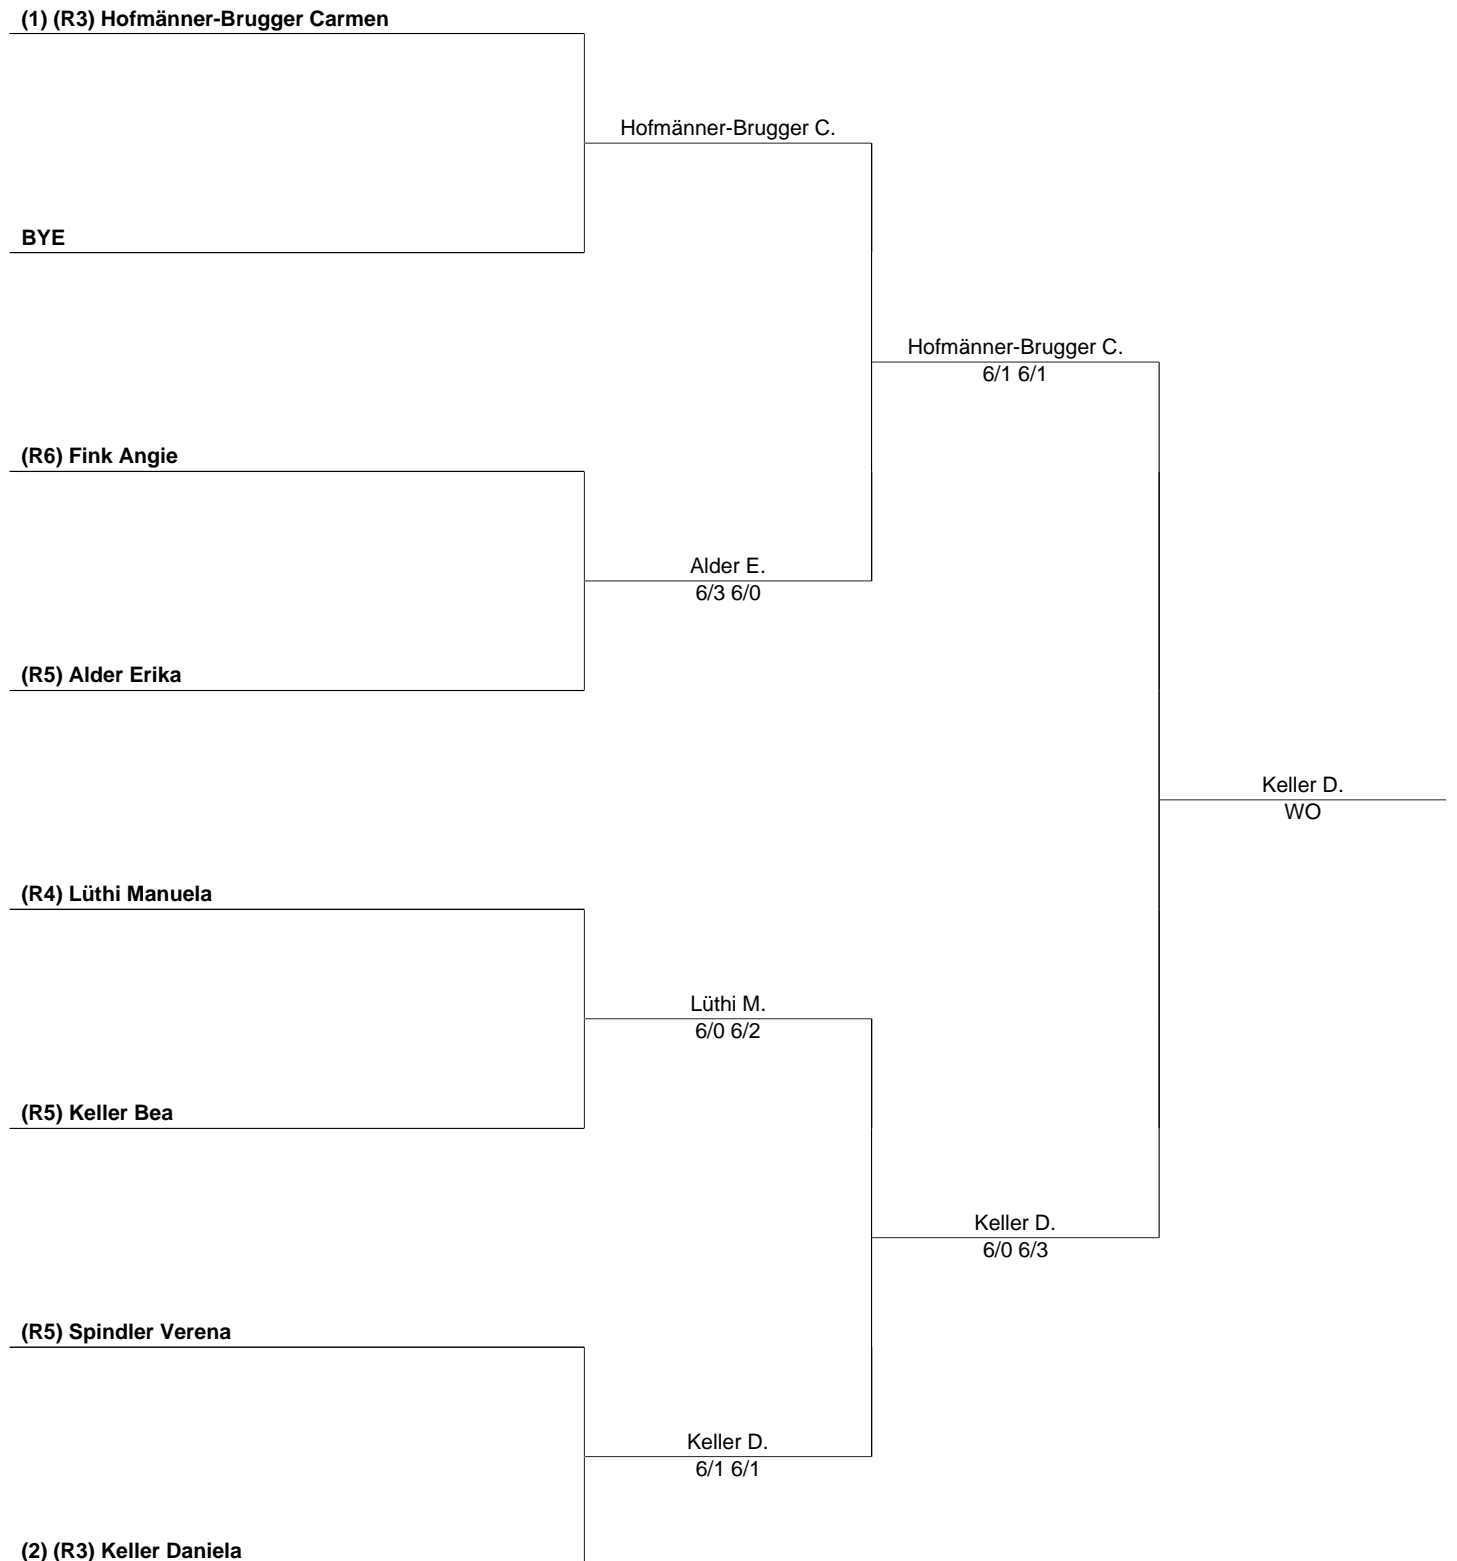 (1) (R3) Hofmänner-Brugger Carmen
Hofmänner-Brugger C.
BYE
Hofmänner-Brugger C.
6/1 6/1
(R6) Fink Angie
Alder E.
6/3 6/0
(R5) Alder Erika
Keller D.
WO
(R4) Lüthi Manuela
Lüthi M.
6/0 6/2
(R5) Keller Bea
Keller D.
6/0 6/3
(R5) Spindler Verena
Keller D.
6/1 6/1
(2) (R3) Keller Daniela